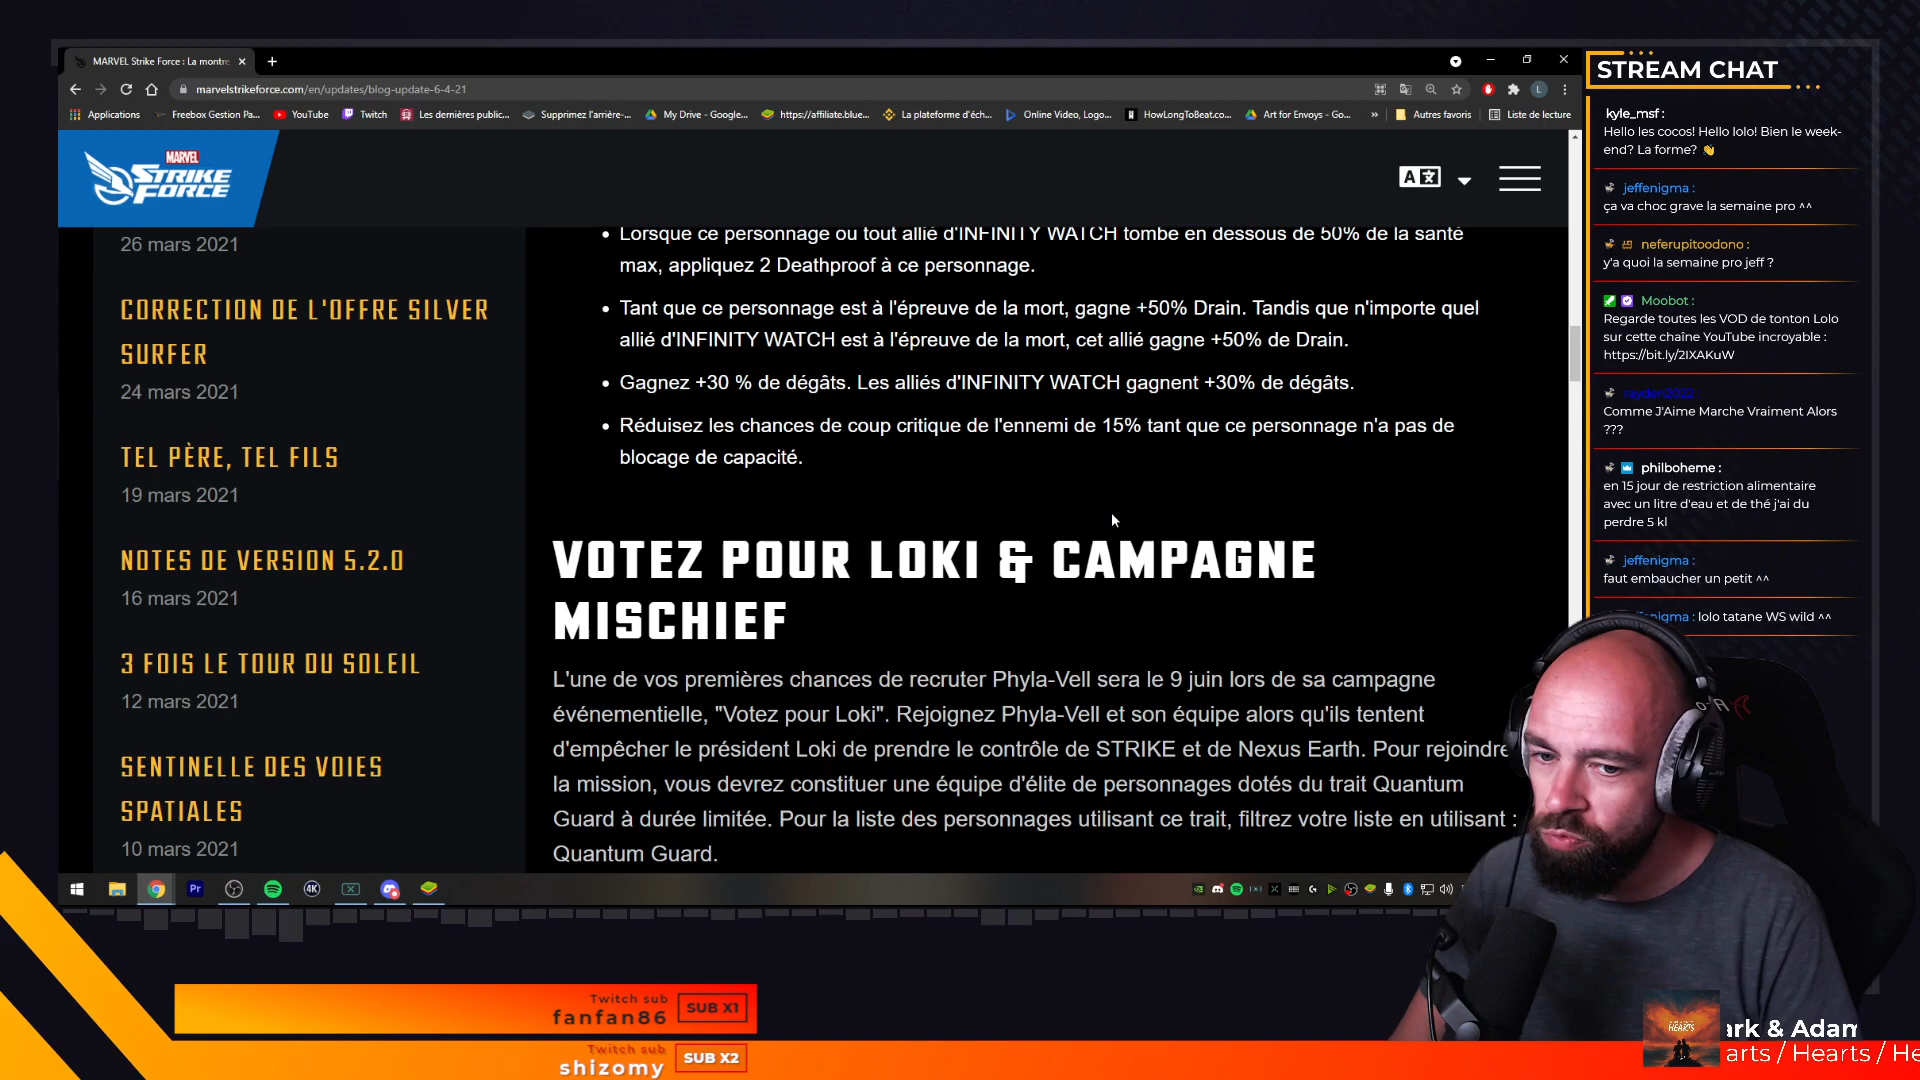 MARVEL Strike Force : La montre
marvelstrikeforce.com/en/updates/blog-update-6-4-21
Applications
Freebox Gestion Pa...
YouTube
Twitch
Les dernières public...
Supprimez l'arrière-...
My Drive - Google...
https://affiliate.blue...
La plateforme d'éch...
Online Video, Logo...
HowLongToBeat.co...
Art for Envoys - Go...
»
Autres favoris
Liste de lecture
MARVEL
STRIKE
FORCE
26 mars 2021
CORRECTION DE L'OFFRE SILVER
SURFER
24 mars 2021
TEL PÈRE, TEL FILS
19 mars 2021
NOTES DE VERSION 5.2.0
16 mars 2021
3 FOIS LE TOUR DU SOLEIL
12 mars 2021
SENTINELLE DES VOIES
SPATIALES
10 mars 2021
Lorsque ce personnage ou tout allié d'INFINITY WATCH tombe en dessous de 50% de la santé
max, appliquez 2 Deathproof à ce personnage.
Tant que ce personnage est à l'épreuve de la mort, gagne +50% Drain. Tandis que n'importe quel
allié d'INFINITY WATCH est à l'épreuve de la mort, cet allié gagne +50% de Drain.
Gagnez +30 % de dégâts. Les alliés d'INFINITY WATCH gagnent +30% de dégâts.
Réduisez les chances de coup critique de l'ennemi de 15% tant que ce personnage n'a pas de
blocage de capacité.
VOTEZ POUR LOKI & CAMPAGNE
MISCHIEF
L'une de vos premières chances de recruter Phyla-Vell sera le 9 juin lors de sa campagne
événementielle, "Votez pour Loki". Rejoignez Phyla-Vell et son équipe alors qu'ils tentent
d'empêcher le président Loki de prendre le contrôle de STRIKE et de Nexus Earth. Pour rejoindre
la mission, vous devrez constituer une équipe d'élite de personnages dotés du trait Quantum
Guard à durée limitée. Pour la liste des personnages utilisant ce trait, filtrez votre liste en utilisant :
Quantum Guard.
STREAM CHAT
kyle_msf :
Hello les cocos! Hello lolo! Bien le week-
end? La forme? 👋
jeffenigma :
ça va choc grave la semaine pro ^^
neferupitoodono :
y'a quoi la semaine pro jeff ?
Moobot :
Regarde toutes les VOD de tonton Lolo
sur cette chaîne YouTube incroyable :
https://bit.ly/2IXAKuW
rayden2022 :
Comme J'Aime Marche Vraiment Alors
???
philboheme :
en 15 jour de restriction alimentaire
avec un litre d'eau et de thé j'ai du
perdre 5 kl
jeffenigma :
faut embaucher un petit ^^
enigma : lolo tatane WS wild ^^
Pr
4K
Twitch sub
fanfan86
SUB X1
Twitch sub
shizomy
SUB X2
HEARTS
ark & Adam
arts / Hearts / He